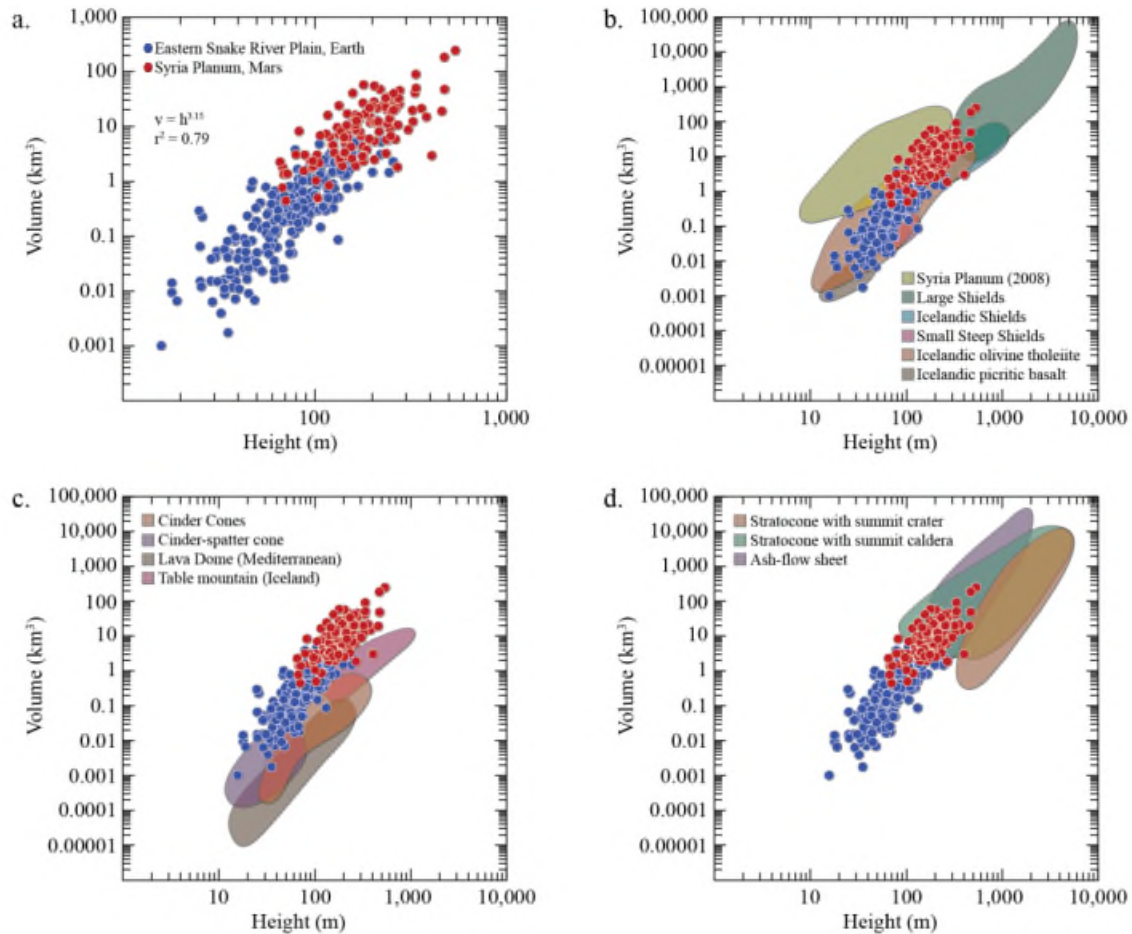 a.
1,000
100
10
1
0.1
0.01
0.001
Volume (km³)
Eastern Snake River Plain, Earth
Syria Planum, Mars
v = h³·¹⁵
r² = 0.79
100
1,000
Height (m)
b.
100,000
10,000
1,000
100
10
1
0.1
0.01
0.001
0.0001
0.00001
Volume (km³)
Syria Planum (2008)
Large Shields
Icelandic Shields
Small Steep Shields
Icelandic olivine tholeiite
Icelandic picritic basalt
10
100
1,000
10,000
Height (m)
c.
100,000
10,000
1,000
100
10
1
0.1
0.01
0.001
0.0001
0.00001
Volume (km³)
Cinder Cones
Cinder-spatter cone
Lava Dome (Mediterranean)
Table mountain (Iceland)
10
100
1,000
10,000
Height (m)
d.
100,000
10,000
1,000
100
10
1
0.1
0.01
0.001
0.0001
0.00001
Volume (km³)
Stratocone with summit crater
Stratocone with summit caldera
Ash-flow sheet
10
100
1,000
10,000
Height (m)